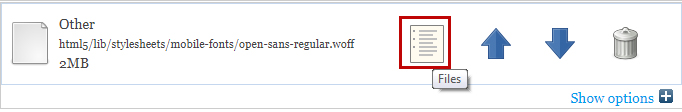 Other
html5/lib/stylesheets/mobile-fonts/open-sans-regular.woff
2MB
Files
Show options